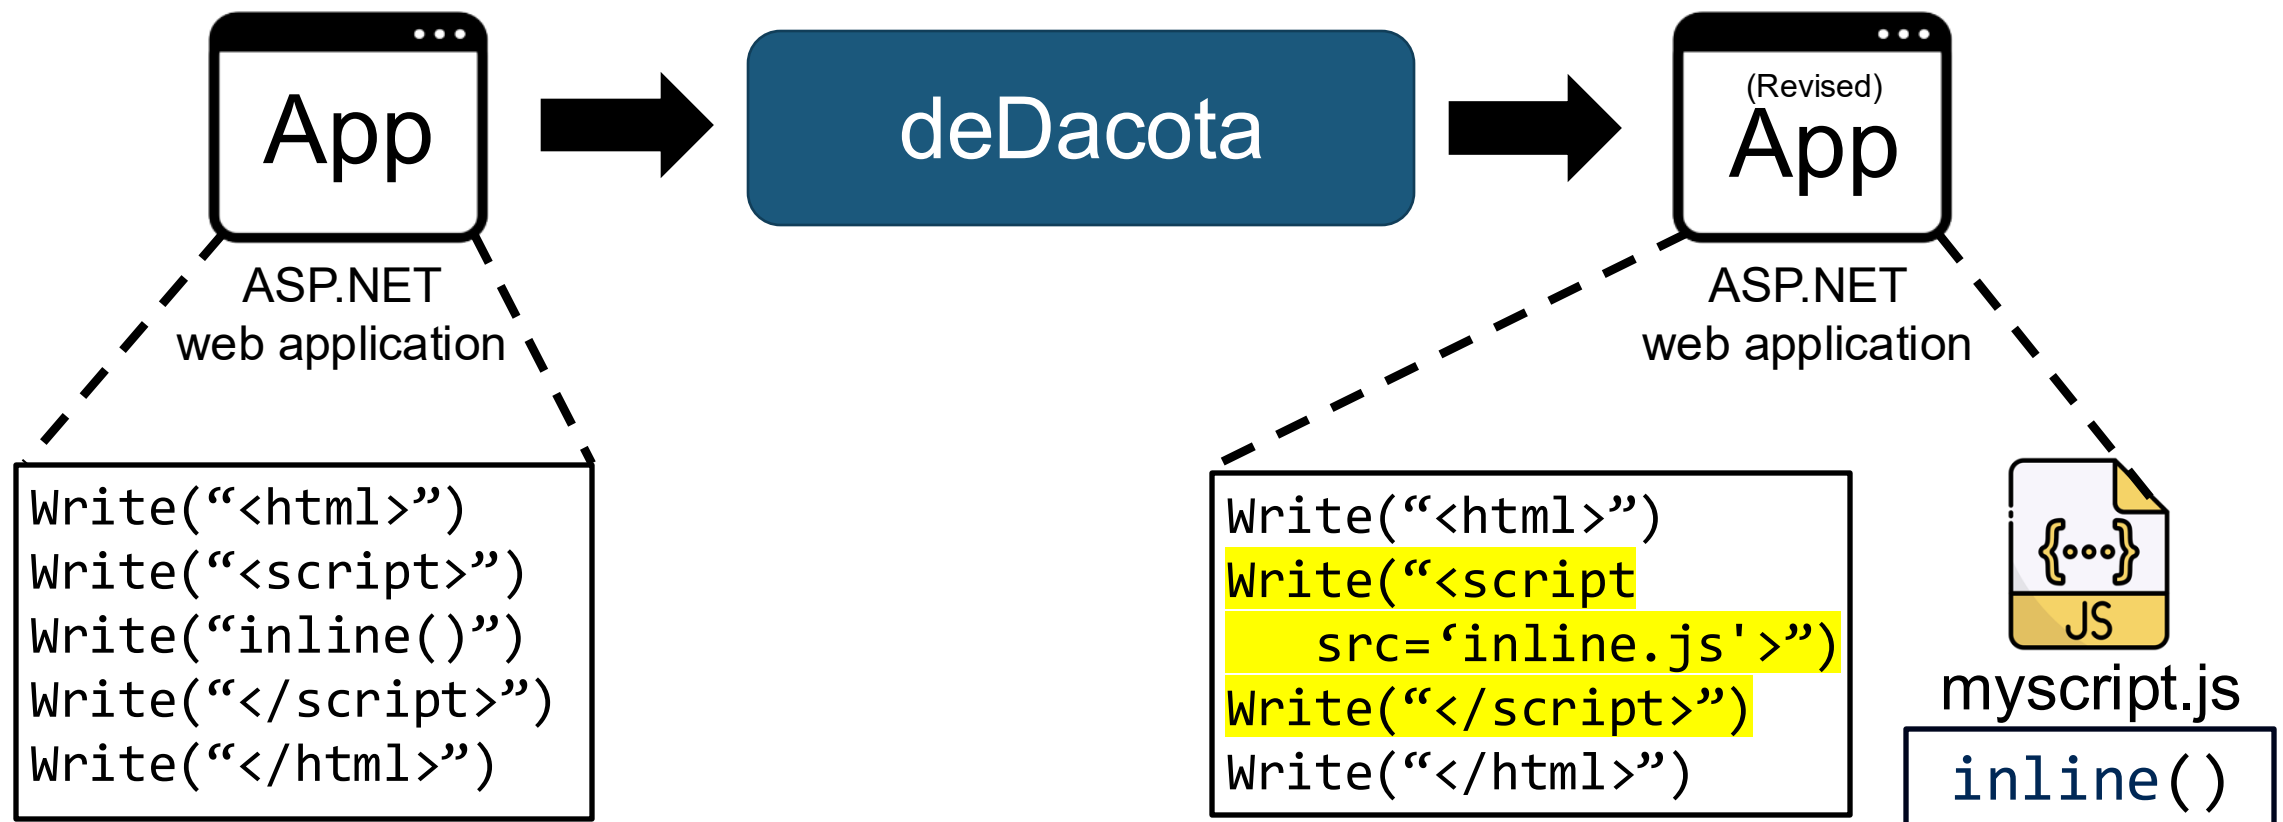 App
ASP.NET
web application
deDacota
(Revised)
App
ASP.NET
web application
Write(“<html>”)
Write(“<script>”)
Write(“inline()”)
Write(“</script>”)
Write(“</html>”)
Write(“<html>”)
Write(“<script
src=‘inline.js'>”)
Write(“</script>”)
Write(“</html>”)
{...}
JS
myscript.js
inline()